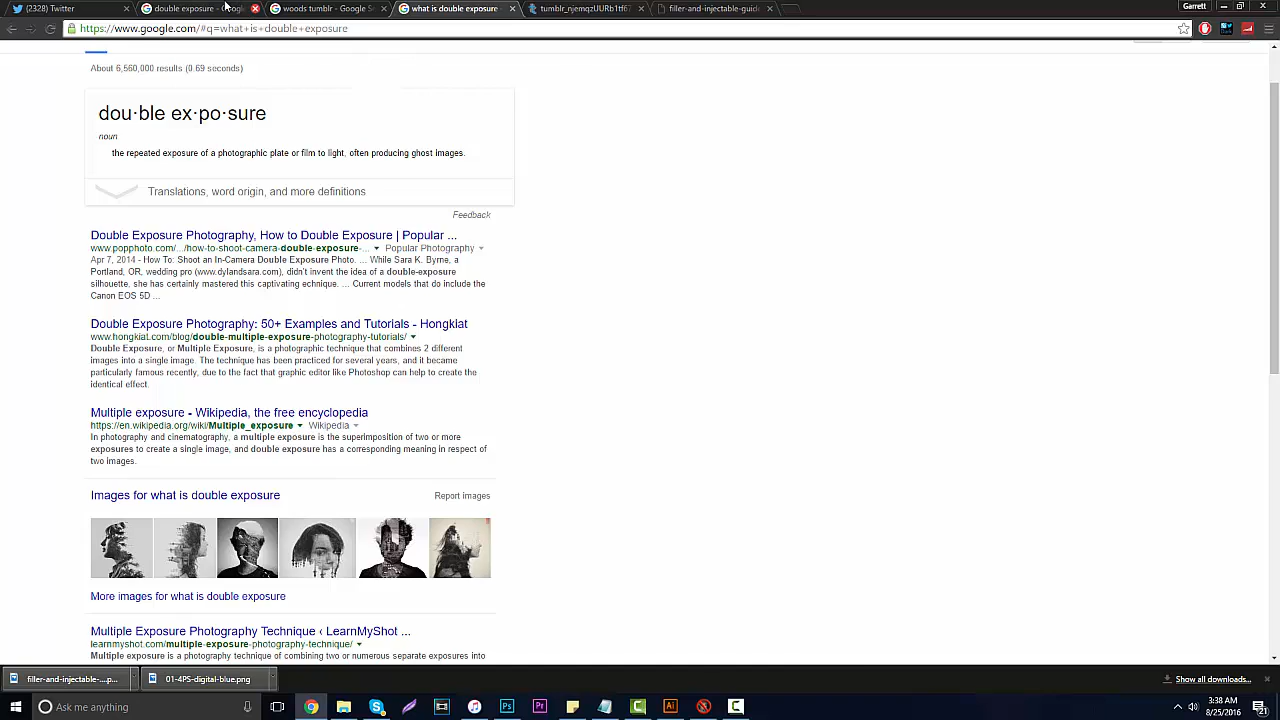 (2328) Twitter
double exposure - Google
woods tumblr - Google Se
what is double exposure
tumblr_njemqzUURb1tf67
filler-and-injectable-guid
Garrett
https://www.google.com/#q=what+is+double+exposure
About 6,560,000 results (0.69 seconds)
dou·ble ex·po·sure
noun
the repeated exposure of a photographic plate or film to light, often producing ghost images.
Translations, word origin, and more definitions
Feedback
Double Exposure Photography, How to Double Exposure | Popular ...
www.popphoto.com/.../how-to-shoot-camera-double-exposure-... Popular Photography
Apr 7, 2014 - How To: Shoot an In-Camera Double Exposure Photo. ... While Sara K. Byrne, a
Portland, OR, wedding pro (www.dylandsara.com), didn't invent the idea of a double-exposure
silhouette, she has certainly mastered this captivating echnique. ... Current models that do include the
Canon EOS 5D ...
Double Exposure Photography: 50+ Examples and Tutorials - Hongkiat
www.hongkiat.com/blog/double-multiple-exposure-photography-tutorials/
Double Exposure, or Multiple Exposure, is a photographic technique that combines 2 different
images into a single image. The technique has been practiced for several years, and it became
particularly famous recently, due to the fact that graphic editor like Photoshop can help to create the
identical effect.
Multiple exposure - Wikipedia, the free encyclopedia
https://en.wikipedia.org/wiki/Multiple_exposure Wikipedia
In photography and cinematography, a multiple exposure is the superimposition of two or more
exposures to create a single image, and double exposure has a corresponding meaning in respect of
two images.
Images for what is double exposure
Report images
More images for what is double exposure
Multiple Exposure Photography Technique ‹ LearnMyShot ...
learnmyshot.com/multiple-exposure-photography-technique/
Multiple exposure is a photography technique of combining two or numerous separate exposures into
filler-and-injectable-....p...
01-4PS-digital-blue.png
Show all downloads...
Ask me anything
Ps
Pr
Ai
3:38 AM
8/25/2016
21